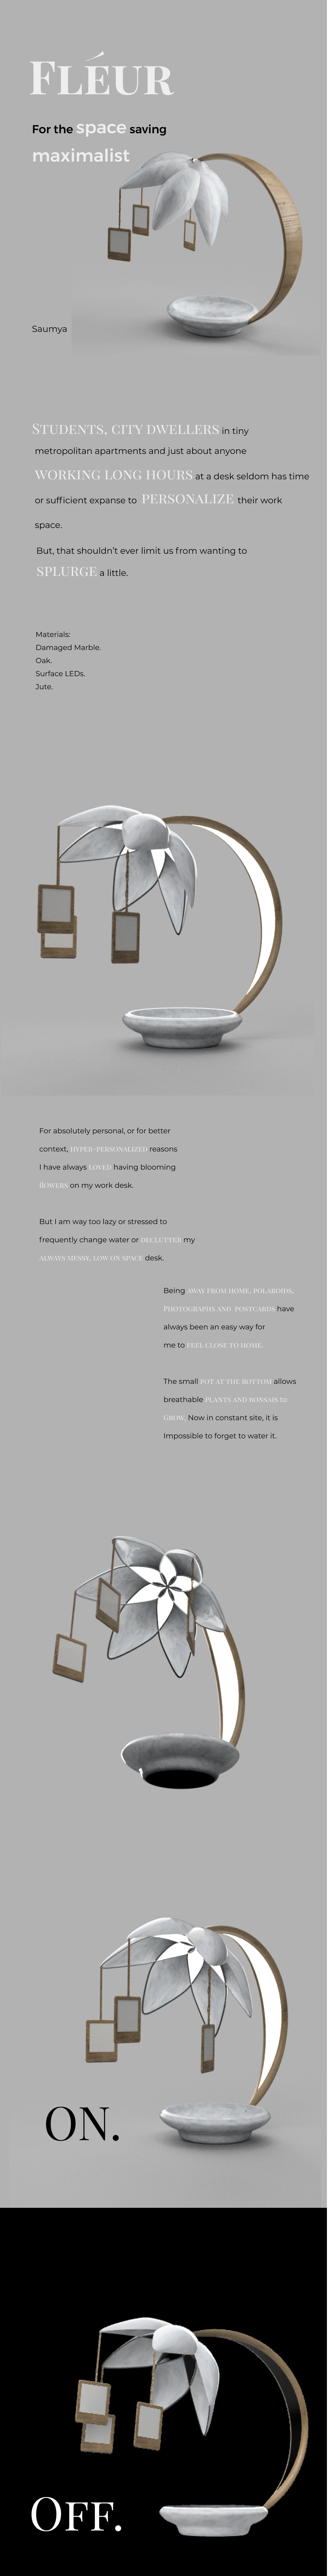 FLÉUR
For the space saving
maximalist
Saumya
STUDENTS, CITY DWELLERS in tiny
metropolitan apartments and just about anyone
WORKING LONG HOURS at a desk seldom has time
or sufficient expanse to PERSONALIZE their work
space.
But, that shouldn't ever limit us from wanting to
SPLURGE a little.
Materials:
Damaged Marble.
Oak.
Surface LEDs.
Jute.
For absolutely personal, or for better
context, HYPER-PERSONALIZED reasons
I have always LOVED having blooming
flowers on my work desk.
But I am way too lazy or stressed to
frequently change water or DECLUTTER my
ALWAYS MESSY, LOW ON SPACE desk.
Being AWAY FROM HOME, POLAROIDS,
PHOTOGRAPHS AND POSTCARDS have
always been an easy way for
me to FEEL CLOSE TO HOME.
The small POT AT THE BOTTOM allows
breathable PLANTS AND BONSAIS to
GROW. Now in constant site, it is
Impossible to forget to water it.
ON.
OFF.